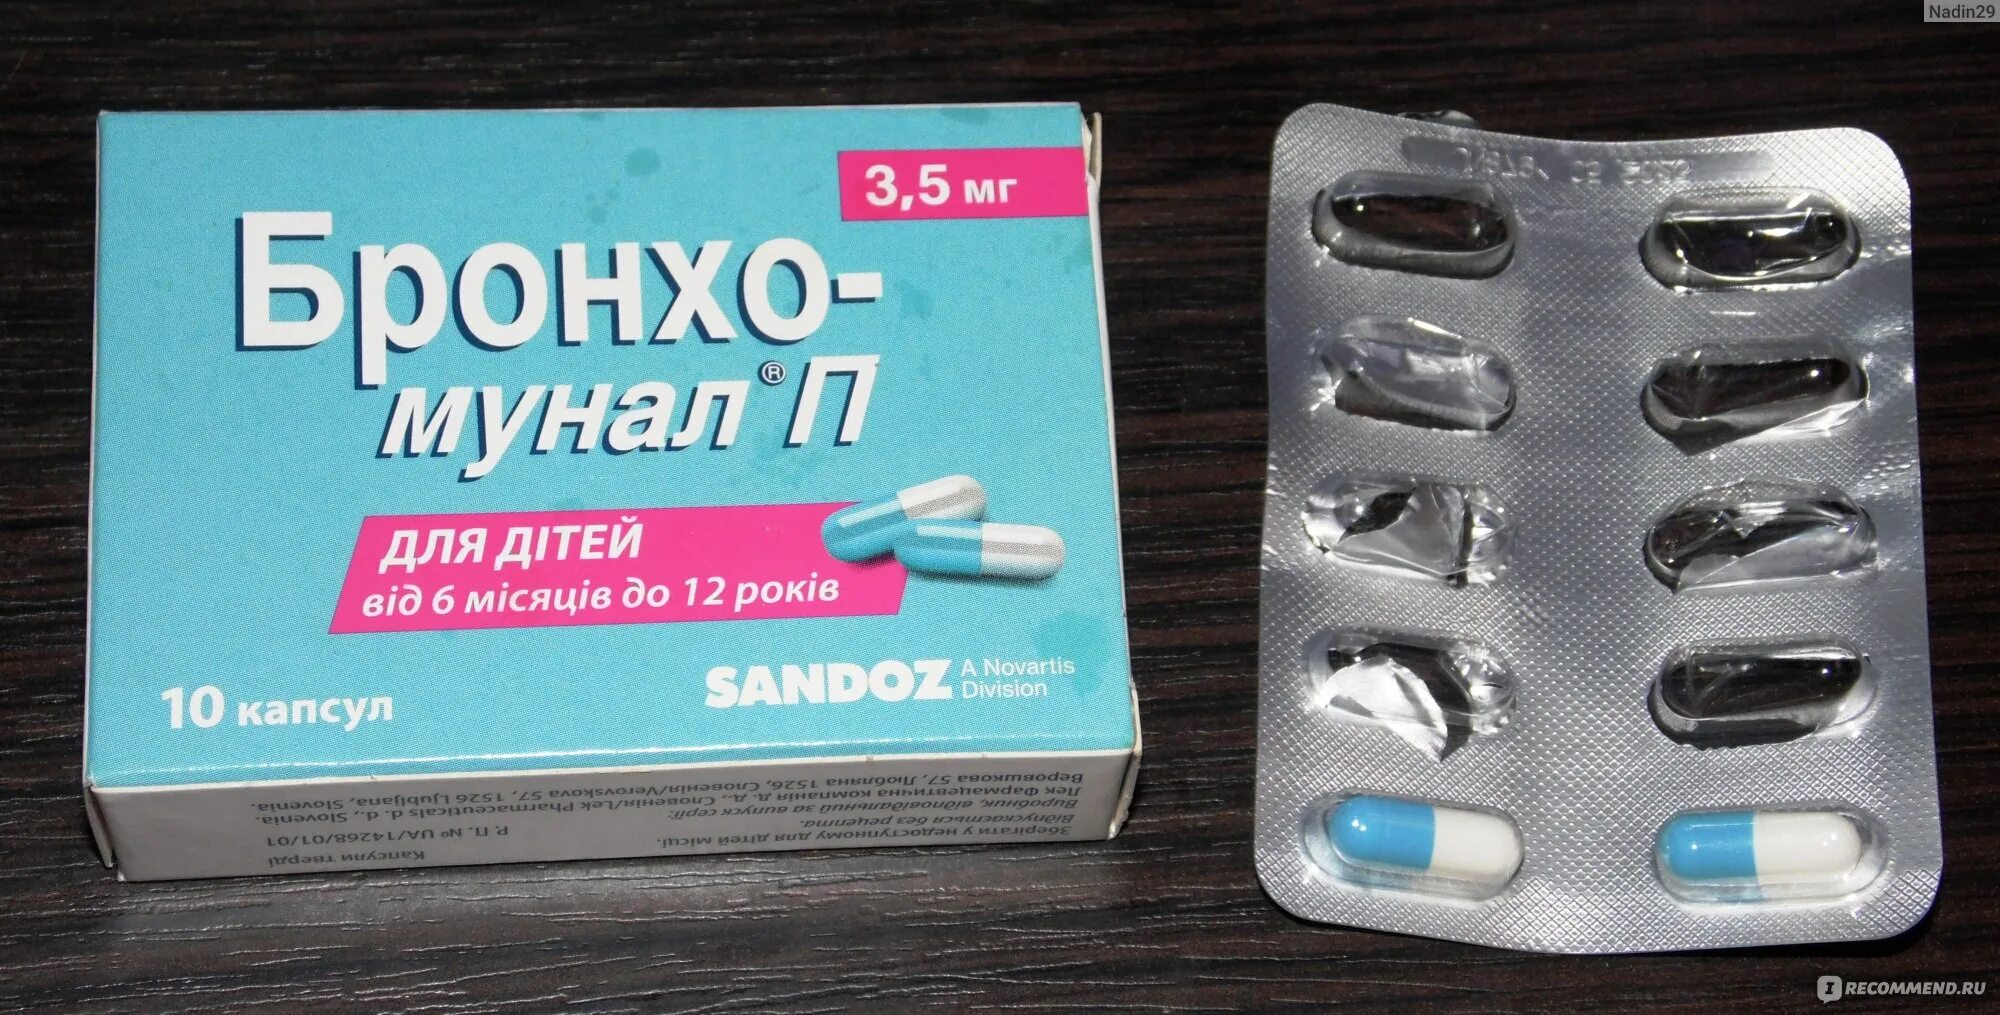 Nadin29
3,5 мг
Бронхо-
мунал® П
ДЛЯ ДІТЕЙ
від 6 місяців до 12 років
10 капсул
SANDOZ A Novartis
Division
Капсули тверді
Зберігати у недоступному для дітей місці.
Р.П. № UA/14268/01/01
Відпускається без рецепта.
Виробник, відповідальний за випуск серії:
Лек Фармацевтична компанія д. д., Словенія/Lek Pharmaceuticals d. d., Slovenia.
Веровшкова 57, Любляна 1526, Словенія/Verovskova 57, 1526 Ljubljana, Slovenia.
IRECOMMEND.RU